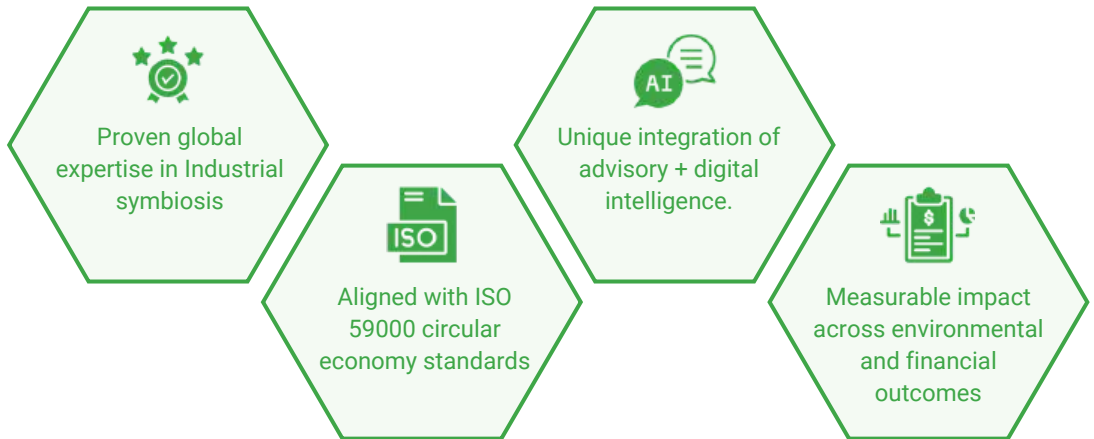 Proven global
expertise in Industrial
symbiosis
ISO
Aligned with ISO
59000 circular
economy standards
AI
Unique integration of
advisory + digital
intelligence.
$
Measurable impact
across environmental
and financial
outcomes